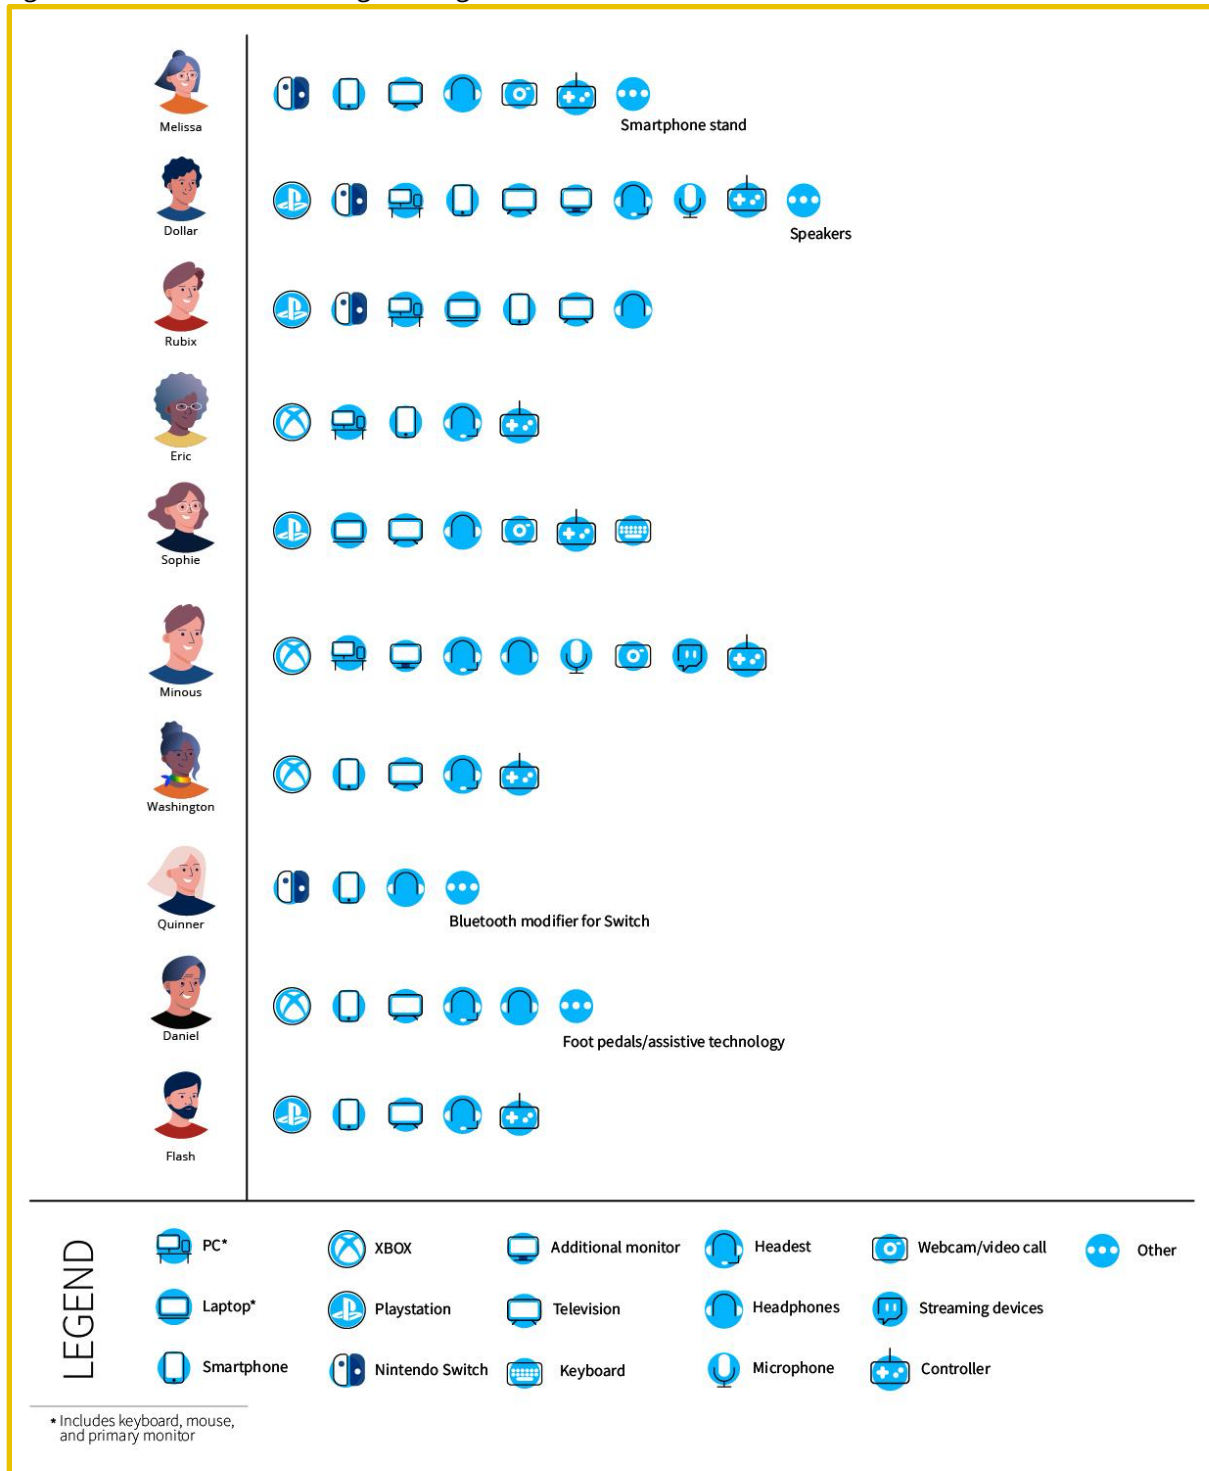 Melissa
Smartphone stand
Dollar
Speakers
Rubix
Eric
Sophie
Minous
Washington
Quinner
Bluetooth modifier for Switch
Daniel
Foot pedals/assistive technology
Flash
LEGEND
PC*
XBOX
Additional monitor
Headest
Webcam/video call
Other
Laptop*
Playstation
Television
Headphones
Streaming devices
Smartphone
Nintendo Switch
Keyboard
Microphone
Controller
* Includes keyboard, mouse,
and primary monitor